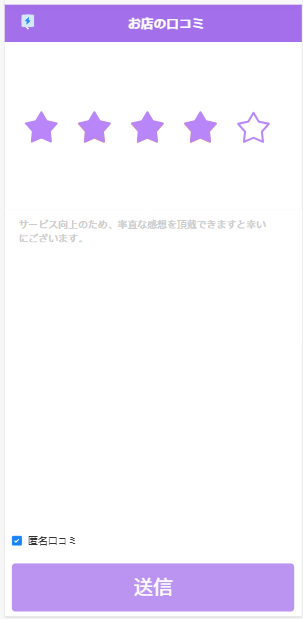 お店の口コミ
サービス向上のため、率直な感想を頂戴できますと幸い
にございます。
匿名口コミ
送信